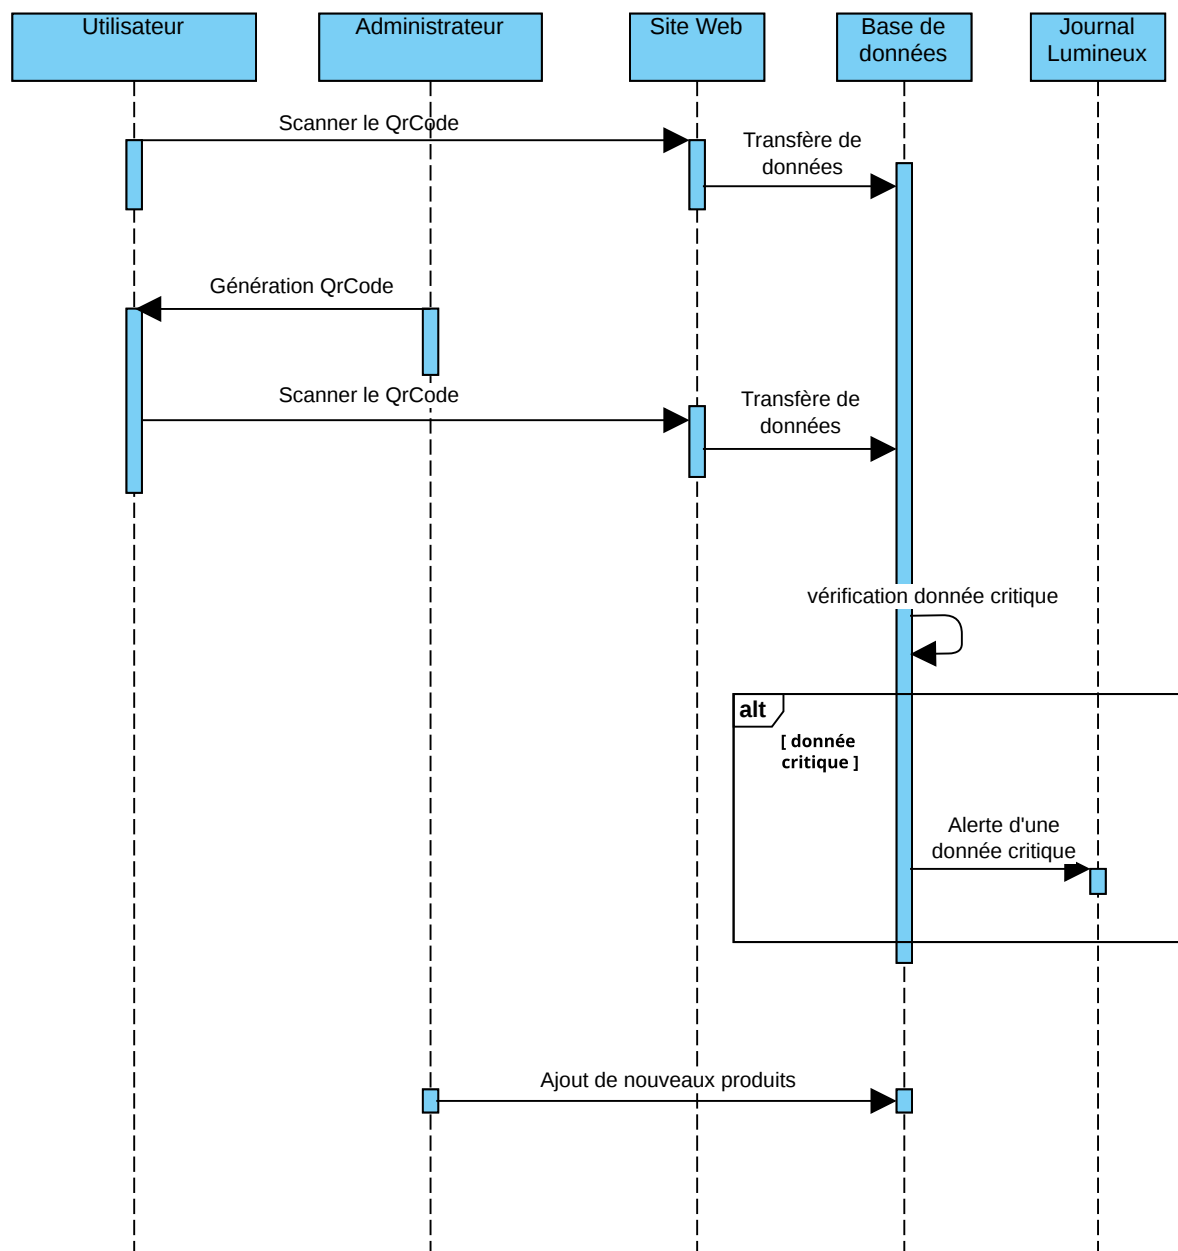 Utilisateur
Administrateur
Site Web
Base de
données
Journal
Lumineux
Scanner le QrCode
Transfère de
données
Génération QrCode
Scanner le QrCode
Transfère de
données
vérification donnée critique
alt
[ donnée
critique ]
Alerte d'une
donnée critique
Ajout de nouveaux produits